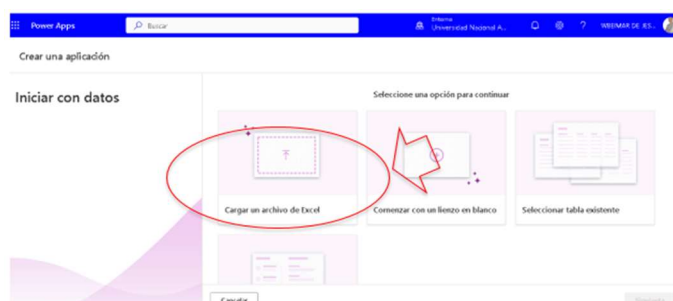 Power Apps
Buscar
Entorno
Universidad Nacional A...
?
WBEIMAR DE JES...
Crear una aplicación
Iniciar con datos
Seleccione una opción para continuar
Cargar un archivo de Excel
Comenzar con un lienzo en blanco
Seleccionar tabla existente
Cancelar